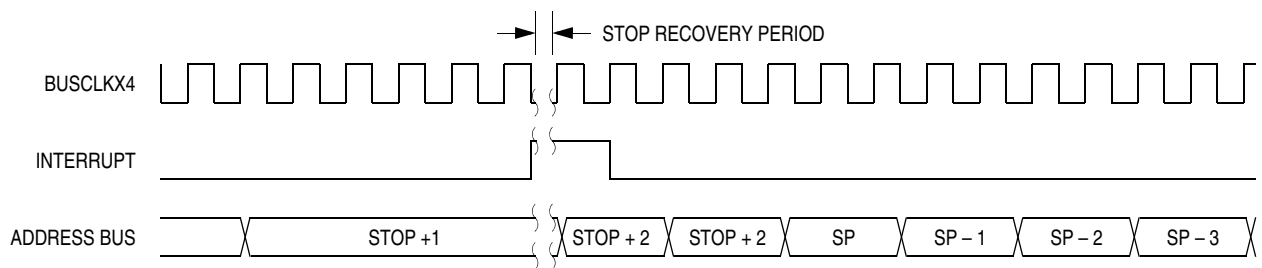 STOP RECOVERY PERIOD
BUSCLKX4
INTERRUPT
ADDRESS BUS STOP +1 STOP + 2 STOP + 2 SP SP – 1 SP – 2 SP – 3